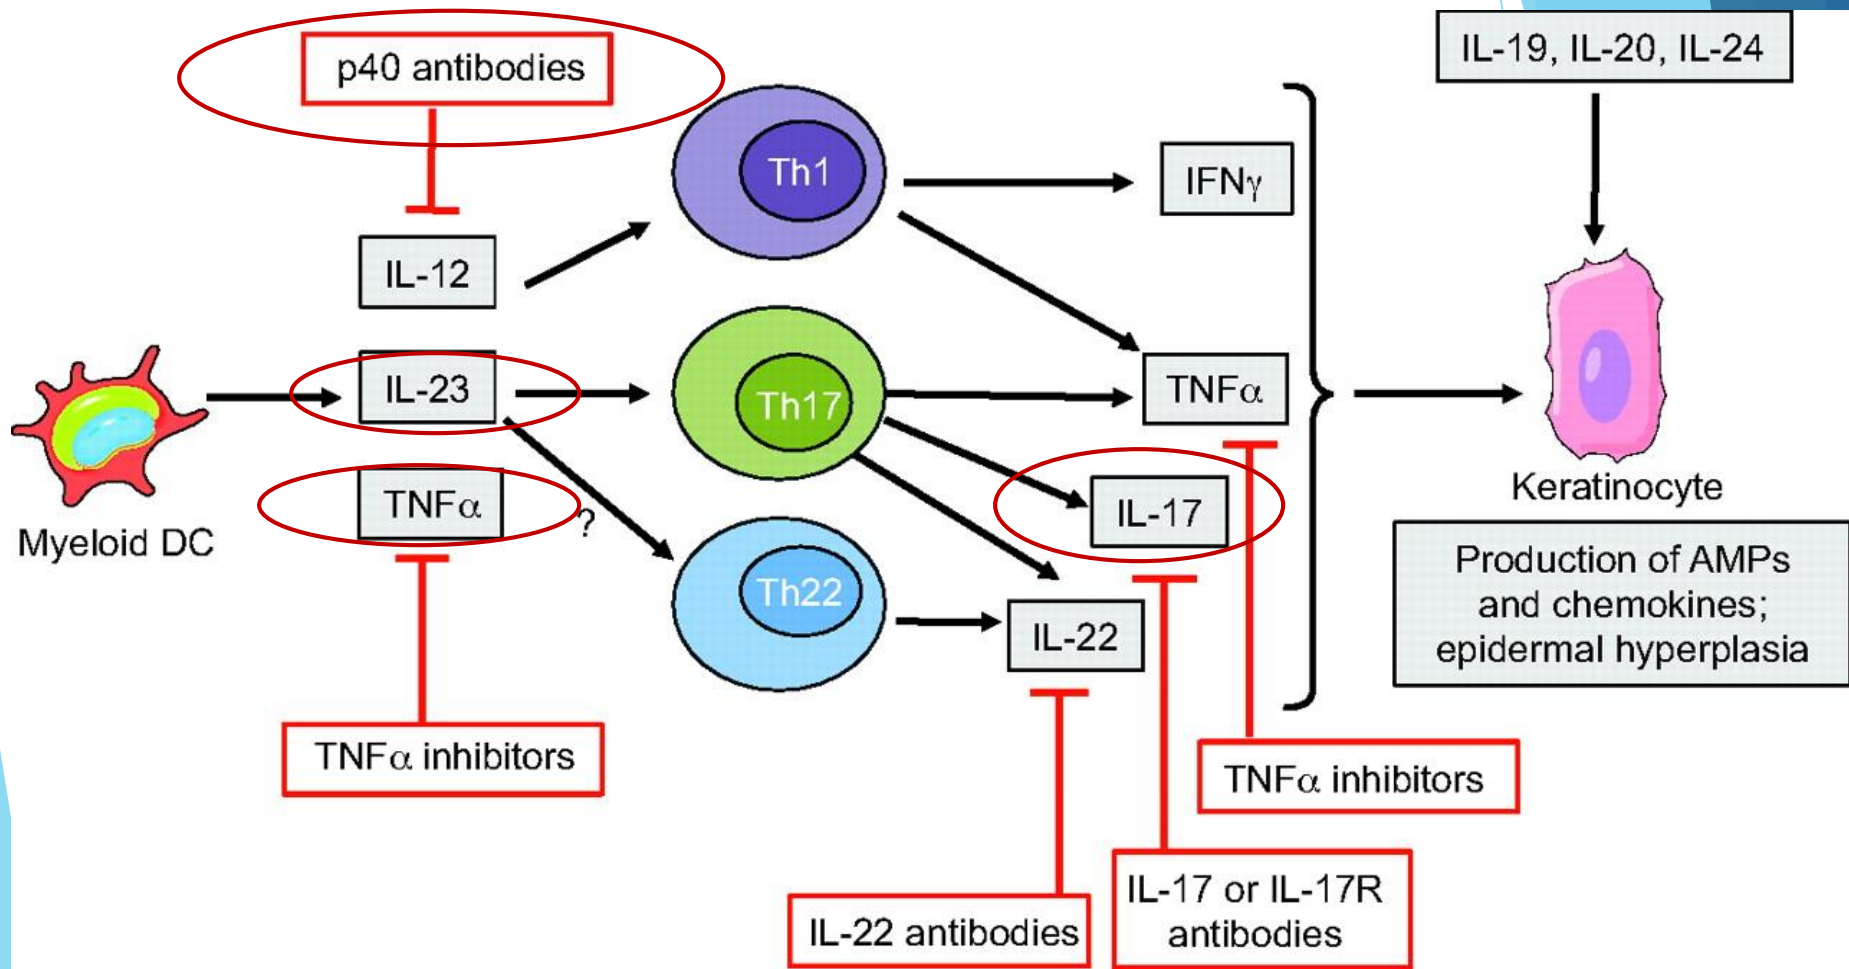 p40 antibodies
IL-19, IL-20, IL-24
Th1
IFNγ
IL-12
IL-23
Th17
TNFα
TNFα
?
IL-17
Keratinocyte
Myeloid DC
Th22
IL-22
Production of AMPs
and chemokines;
epidermal hyperplasia
TNFα inhibitors
TNFα inhibitors
IL-22 antibodies
IL-17 or IL-17R
antibodies